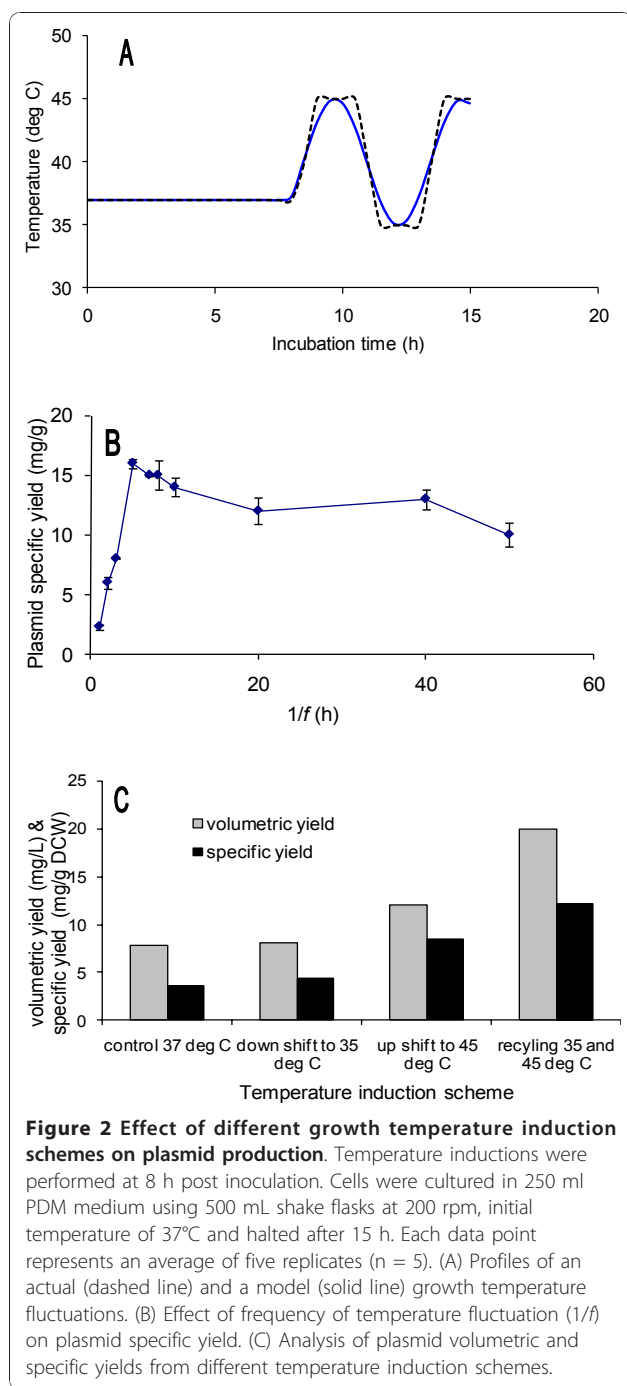 A
50
45
40
35
30
Temperature (deg C)
0 5 10 15 20
Incubation time (h)
B
20
15
10
5
0
Plasmid specific yield (mg/g)
0 20 40 60
1/f (h)
C
25
20
15
10
5
0
volumetric yield (mg/L) &
specific yield (mg/g DCW)
volumetric yield
specific yield
control 37 deg C down shift to 35 deg C up shift to 45 deg C recyling 35 and 45 deg C
Temperature induction scheme
Figure 2 Effect of different growth temperature induction
schemes on plasmid production. Temperature inductions were
performed at 8 h post inoculation. Cells were cultured in 250 ml
PDM medium using 500 mL shake flasks at 200 rpm, initial
temperature of 37°C and halted after 15 h. Each data point
represents an average of five replicates (n = 5). (A) Profiles of an
actual (dashed line) and a model (solid line) growth temperature
fluctuations. (B) Effect of frequency of temperature fluctuation (1/f)
on plasmid specific yield. (C) Analysis of plasmid volumetric and
specific yields from different temperature induction schemes.